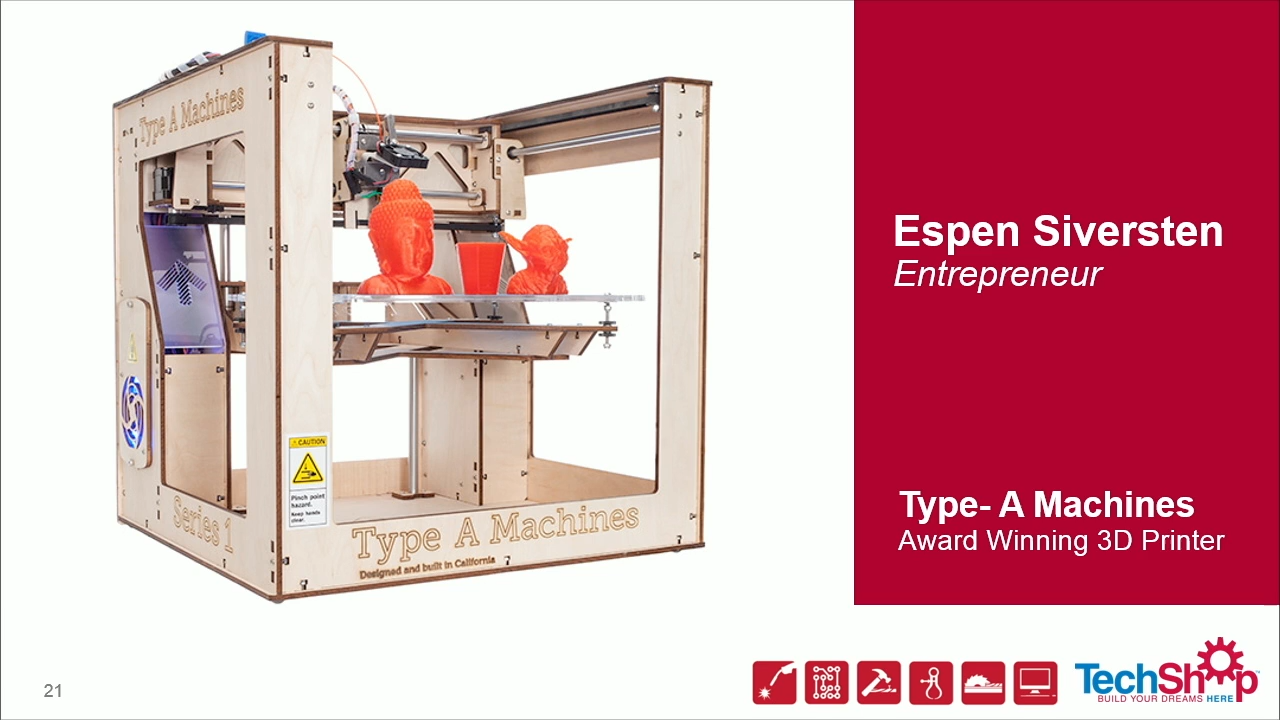 Type A Machines
Series 1
CAUTION
Pinch point
hazard.
Keep hands
clear.
Type A Machines
Designed and built in California
Espen Siversten
Entrepreneur
Type- A Machines
Award Winning 3D Printer
21
TechShop
BUILD YOUR DREAMS HERE